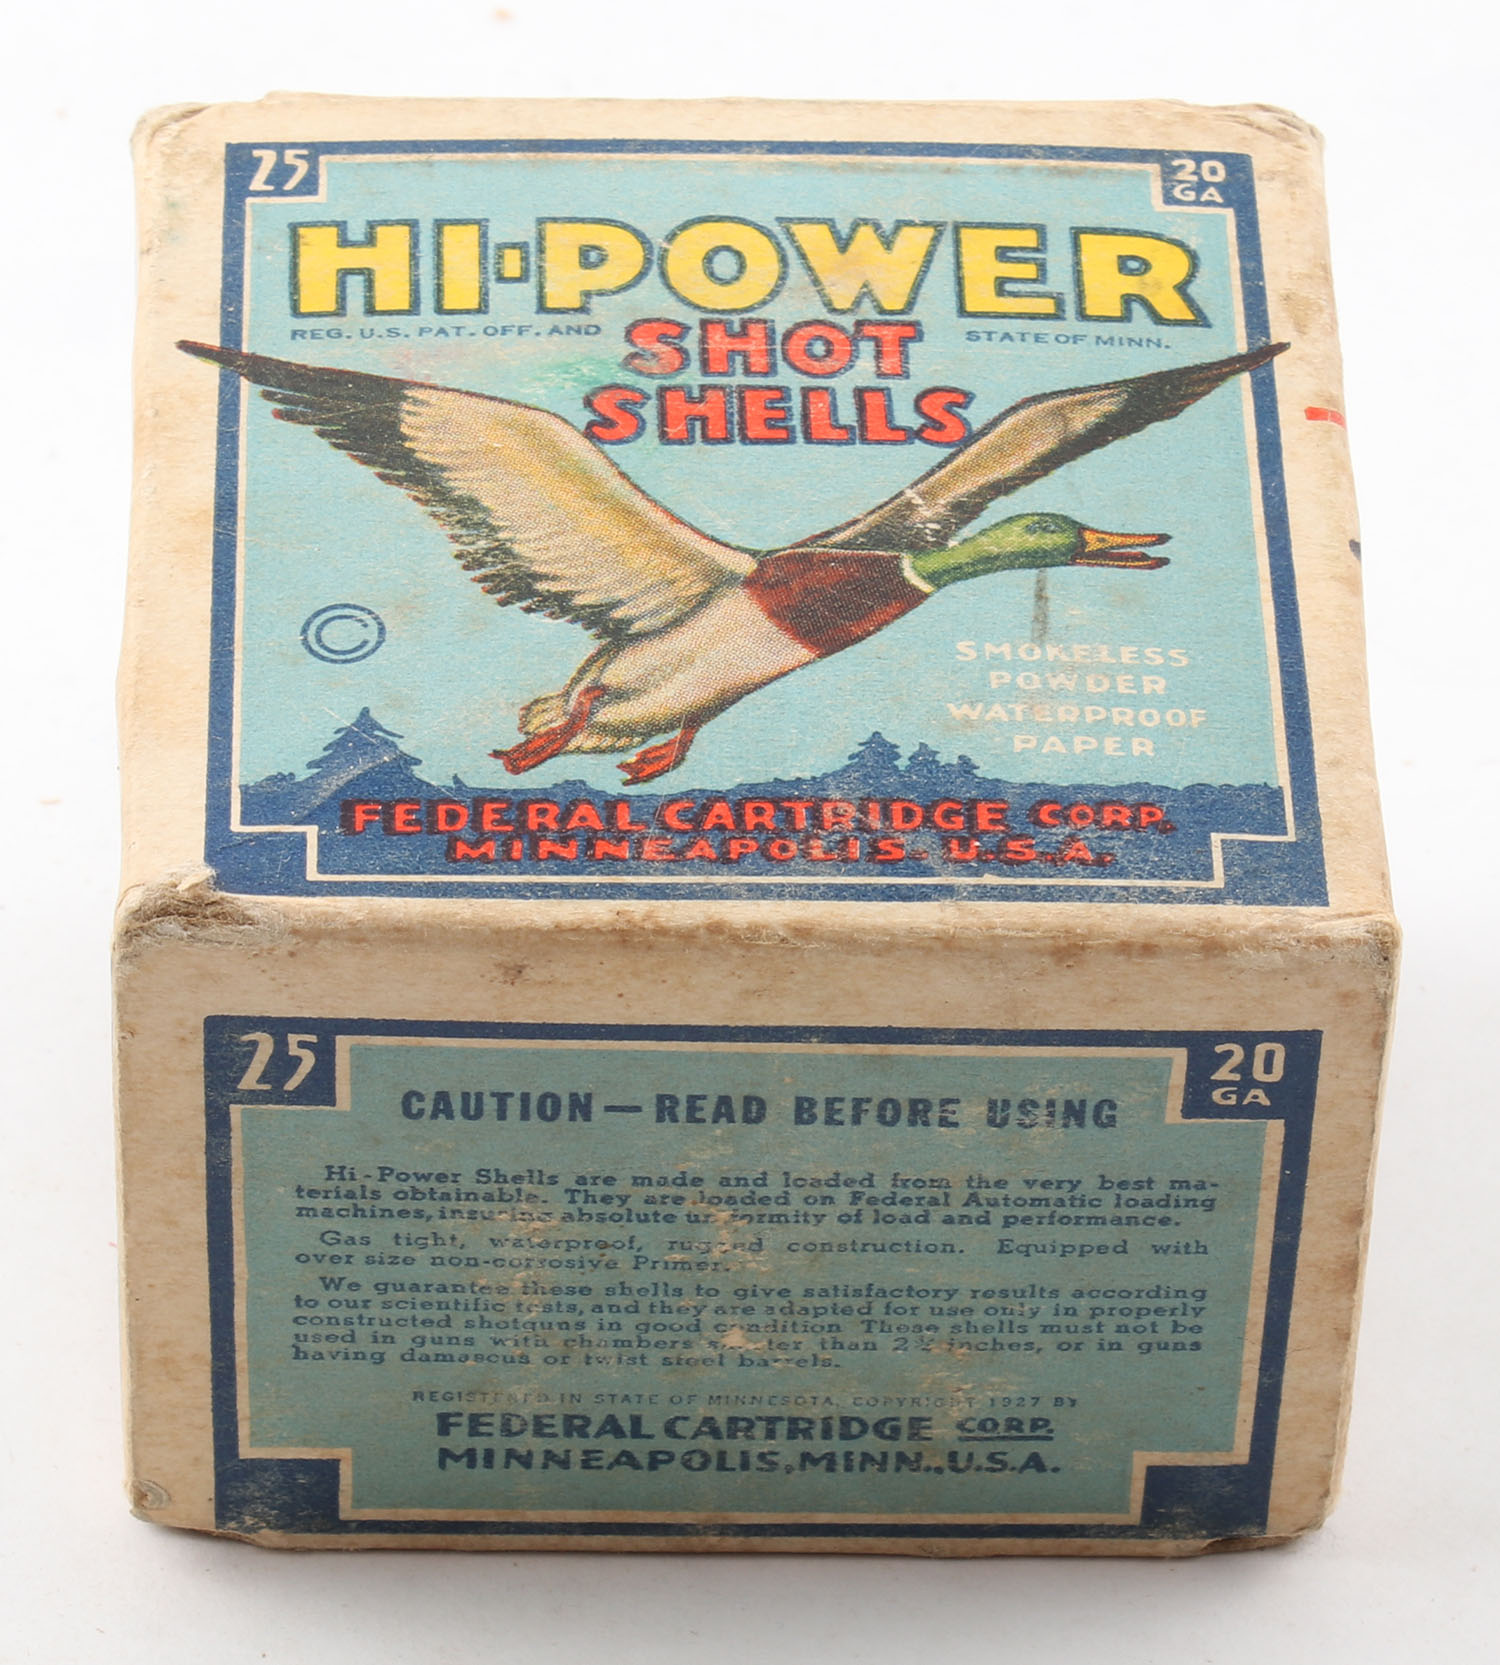 25
20
GA
HI-POWER
REG. U.S. PAT. OFF. AND
STATE OF MINN.
SHOT
SHELLS
©
SMOKELESS
POWDER
WATERPROOF
PAPER
FEDERAL CARTRIDGE CORP.
MINNEAPOLIS. U.S.A.
25
20
GA
CAUTION—READ BEFORE USING
Hi-Power Shells are made and loaded from the very best ma-
terials obtainable. They are loaded on Federal Automatic loading
machines, insuring absolute uniformity of load and performance.
Gas tight, waterproof, rugged construction. Equipped with
over size non-corrosive Primer.
We guarantee these shells to give satisfactory results according
to our scientific tests, and they are adapted for use only in properly
constructed shotguns in good condition These shells must not be
used in guns with chambers than inches, or in guns
having damascus or twist steel barrels.
REGISTERED IN STATE OF MINNESOTA, COPYRIGHT 1927 BY
FEDERAL CARTRIDGE CORP.
MINNEAPOLIS, MINN., U.S.A.